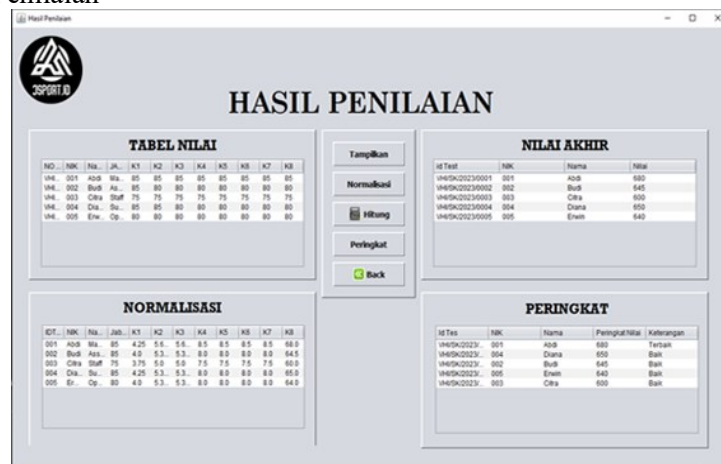 Hasil Penilaian
JSPORT.ID
HASIL PENILAIAN
TABEL NILAI
NO... NIK Na... JA... K1 K2 K3 K4 K5 K6 K7 K8
VHI... 001 Abdi Ma... 85 85 85 85 85 85 85 85
VHI... 002 Budi As... 85 80 80 80 80 80 80 80
VHI... 003 Citra Staff 75 75 75 75 75 75 75 75
VHI... 004 Dia... Su... 85 85 80 80 80 80 80 80
VHI... 005 Erw... Op... 80 80 80 80 80 80 80 80
Tampilkan
Normalisasi
Hitung
Peringkat
Back
NILAI AKHIR
Id Test NIK Nama Nilai
VHI/SK/2023/0001 001 Abdi 680
VHI/SK/2023/0002 002 Budi 645
VHI/SK/2023/0003 003 Citra 600
VHI/SK/2023/0004 004 Diana 650
VHI/SK/2023/0005 005 Erwin 640
NORMALISASI
IDT... NIK Na... Jab... K1 K2 K3 K4 K5 K6 K7 K8
001 Abdi Ma... 85 4.25 5.6... 5.6... 8.5 8.5 8.5 8.5 68.0
002 Budi Ass... 85 4.0 5.3... 5.3... 8.0 8.0 8.0 8.0 64.5
003 Citra Staff 75 3.75 5.0 5.0 7.5 7.5 7.5 7.5 60.0
004 Dia... Su... 85 4.25 5.3... 5.3... 8.0 8.0 8.0 8.0 65.0
005 Er... Op... 80 4.0 5.3... 5.3... 8.0 8.0 8.0 8.0 64.0
PERINGKAT
Id Tes NIK Nama Peringkat Nilai Keterangan
VHI/SK/2023/... 001 Abdi 680 Terbaik
VHI/SK/2023/... 004 Diana 650 Baik
VHI/SK/2023/... 002 Budi 645 Baik
VHI/SK/2023/... 005 Erwin 640 Baik
VHI/SK/2023/... 003 Citra 600 Baik